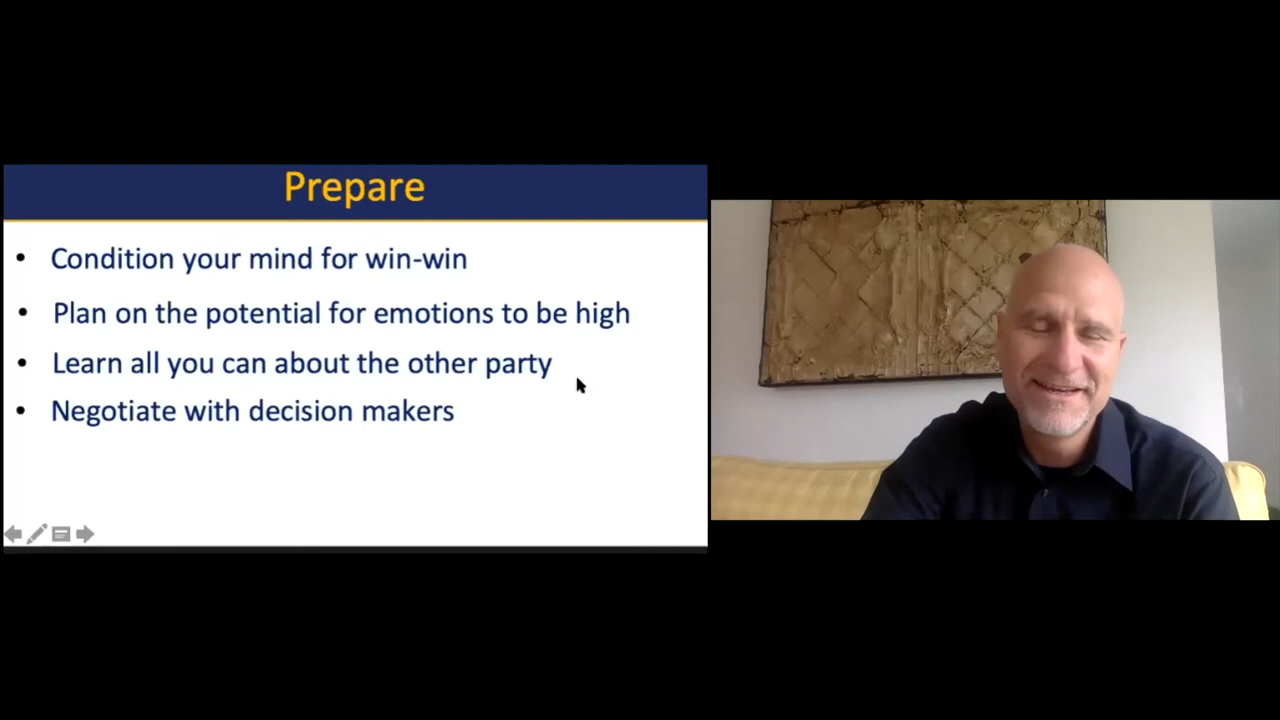 Prepare
• Condition your mind for win-win
• Plan on the potential for emotions to be high
• Learn all you can about the other party
• Negotiate with decision makers